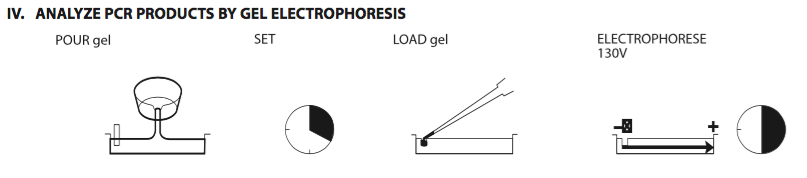 IV. ANALYZE PCR PRODUCTS BY GEL ELECTROPHORESIS
POUR gel
SET
LOAD gel
ELECTROPHORESE
130V
– +